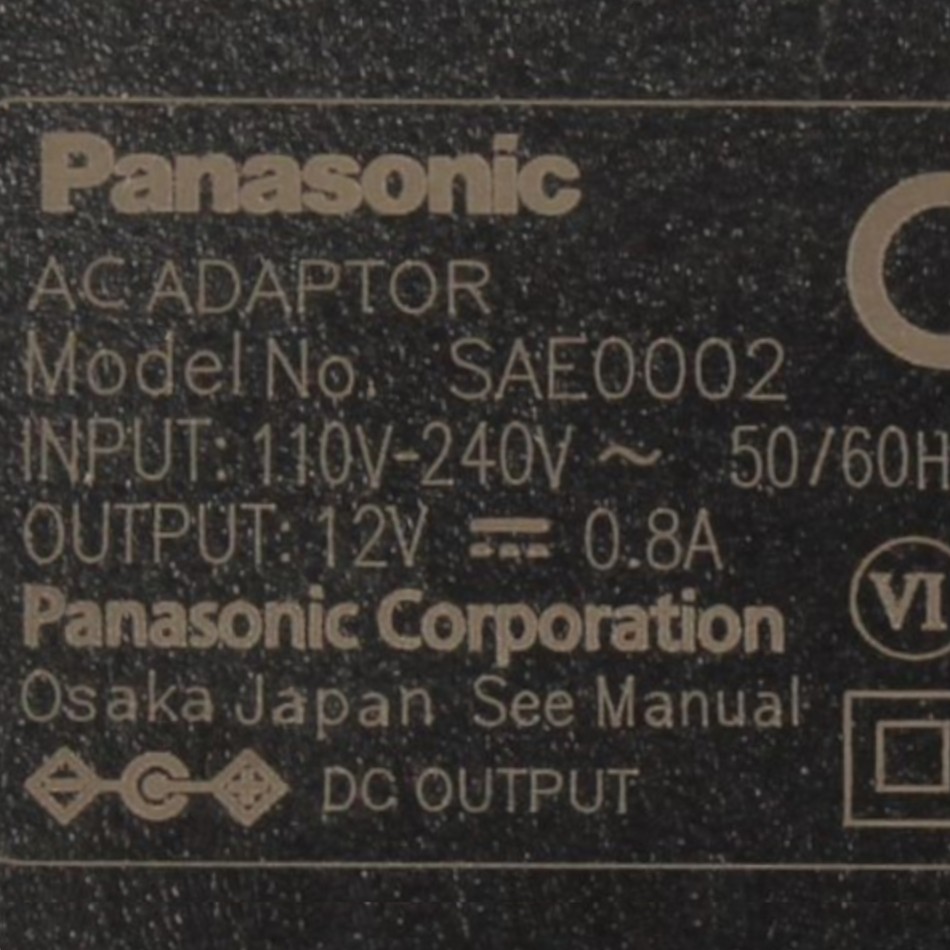 Panasonic
AC ADAPTOR
Model No. SAE0002
INPUT: 110V-240V ~ 50/60H
OUTPUT: 12V ⎓ 0.8A
VI
Panasonic Corporation
Osaka Japan See Manual
DC OUTPUT